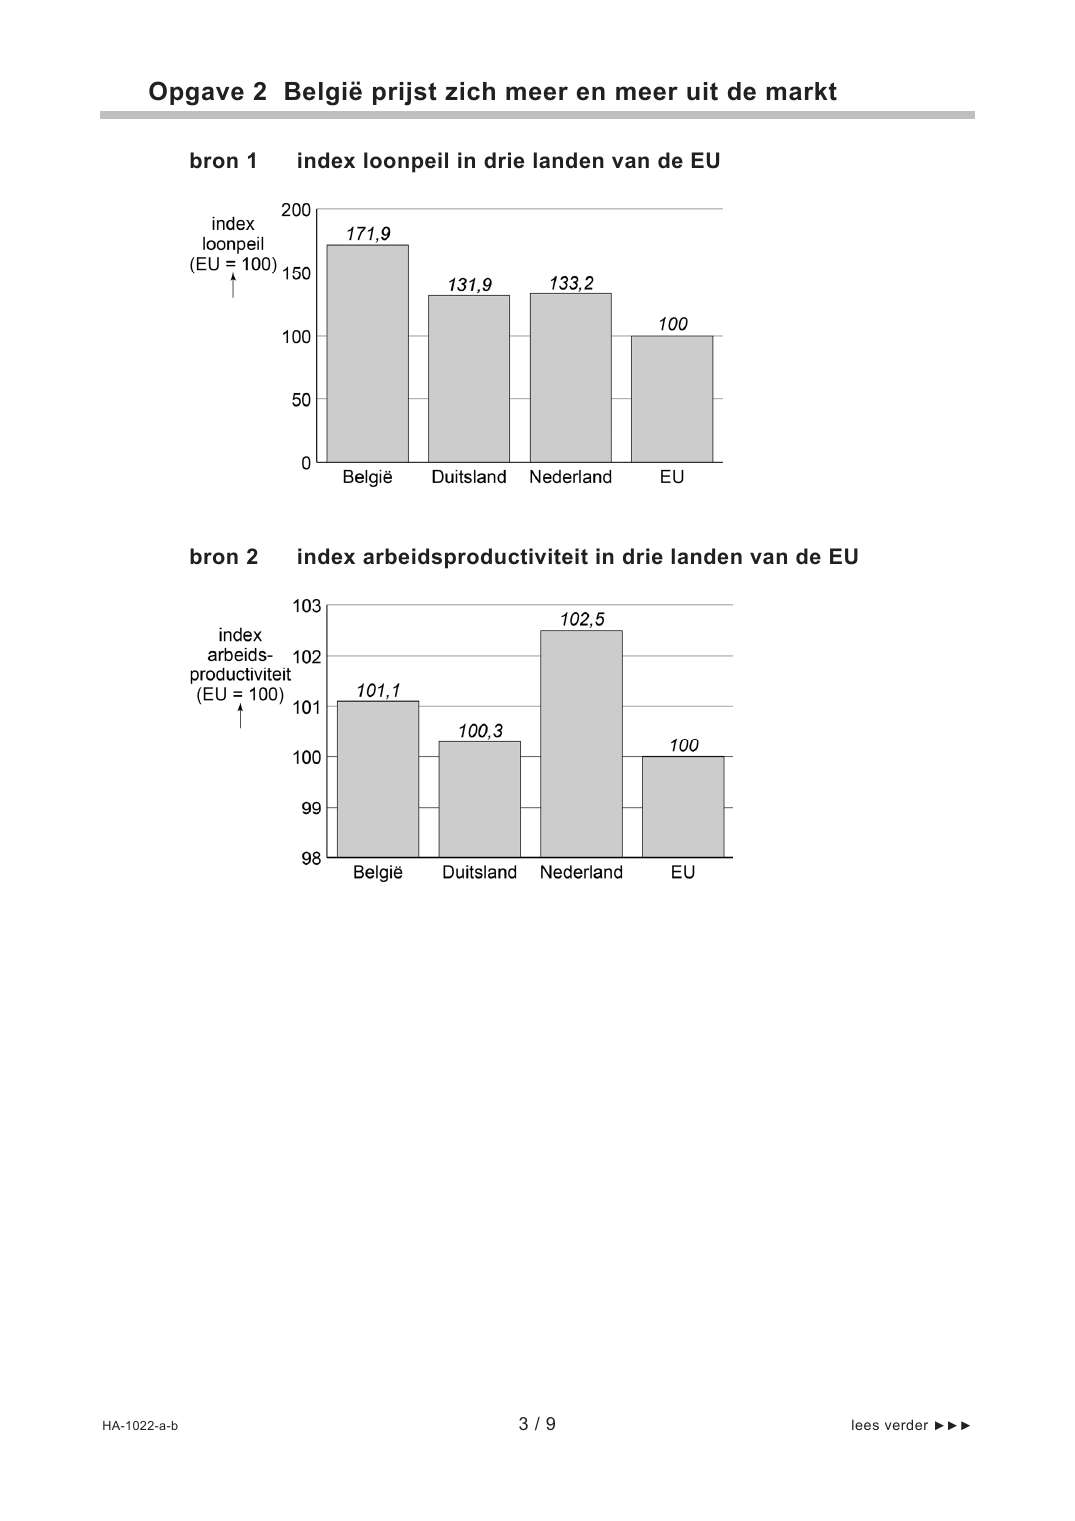 Opgave 2  België prijst zich meer en meer uit de markt
bron 1 index loonpeil in drie landen van de EU
index
loonpeil
(EU = 100)
200
150
100
50
0
171,9
131,9
133,2
100
België Duitsland Nederland EU
bron 2 index arbeidsproductiviteit in drie landen van de EU
index
arbeids-
productiviteit
(EU = 100)
103
102
101
100
99
98
101,1
100,3
102,5
100
België Duitsland Nederland EU
HA-1022-a-b 3 / 9 lees verder ►►►